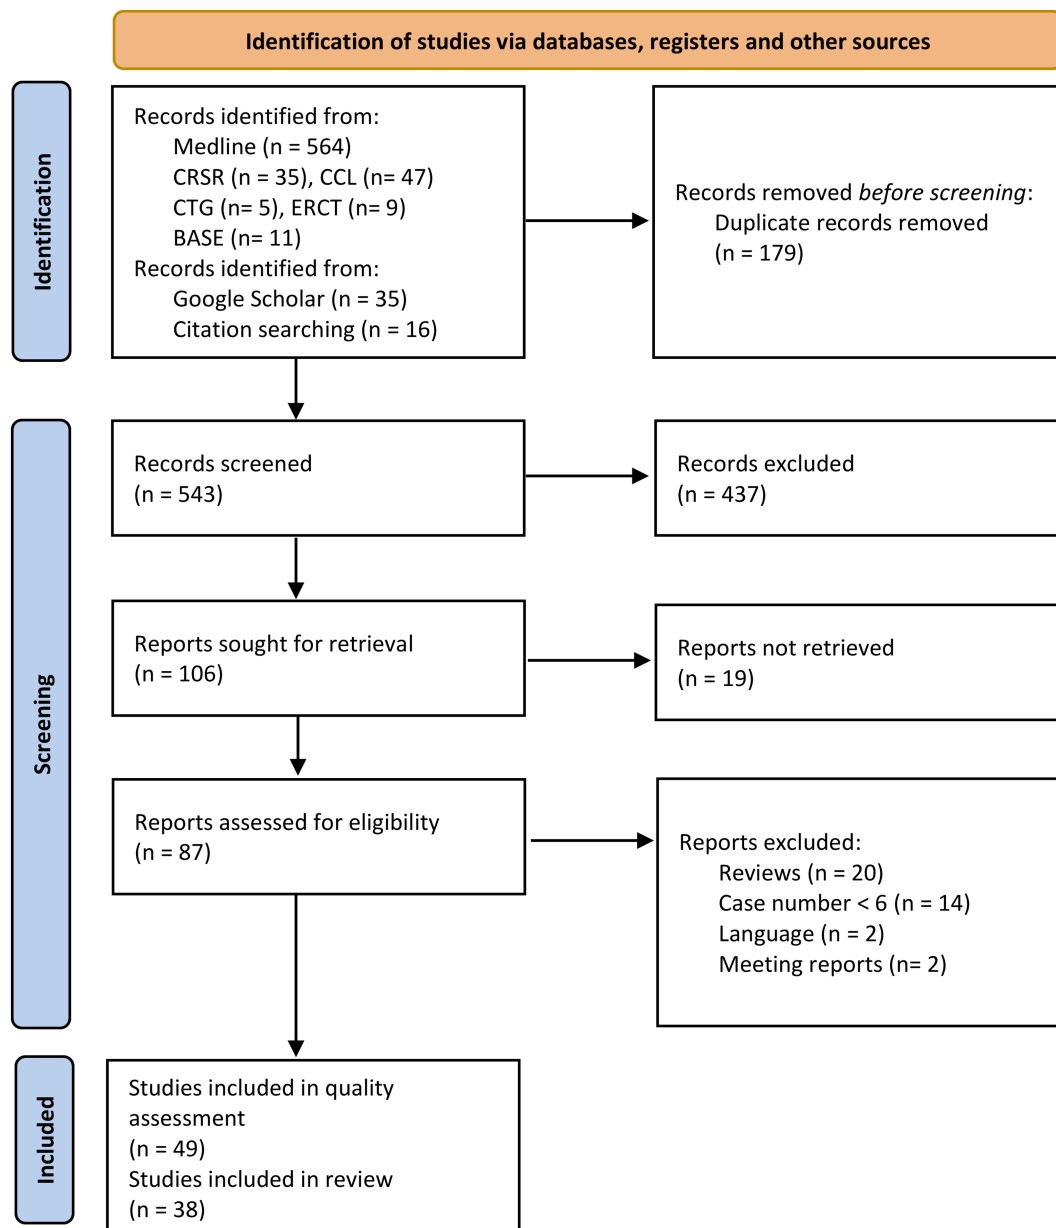 Identification of studies via databases, registers and other sources
Identification
Records identified from:
Medline (n = 564)
CRSR (n = 35), CCL (n= 47)
CTG (n= 5), ERCT (n= 9)
BASE (n= 11)
Records identified from:
Google Scholar (n = 35)
Citation searching (n = 16)
Records removed before screening:
Duplicate records removed
(n = 179)
Screening
Records screened
(n = 543)
Records excluded
(n = 437)
Reports sought for retrieval
(n = 106)
Reports not retrieved
(n = 19)
Reports assessed for eligibility
(n = 87)
Reports excluded:
Reviews (n = 20)
Case number < 6 (n = 14)
Language (n = 2)
Meeting reports (n= 2)
Included
Studies included in quality
assessment
(n = 49)
Studies included in review
(n = 38)